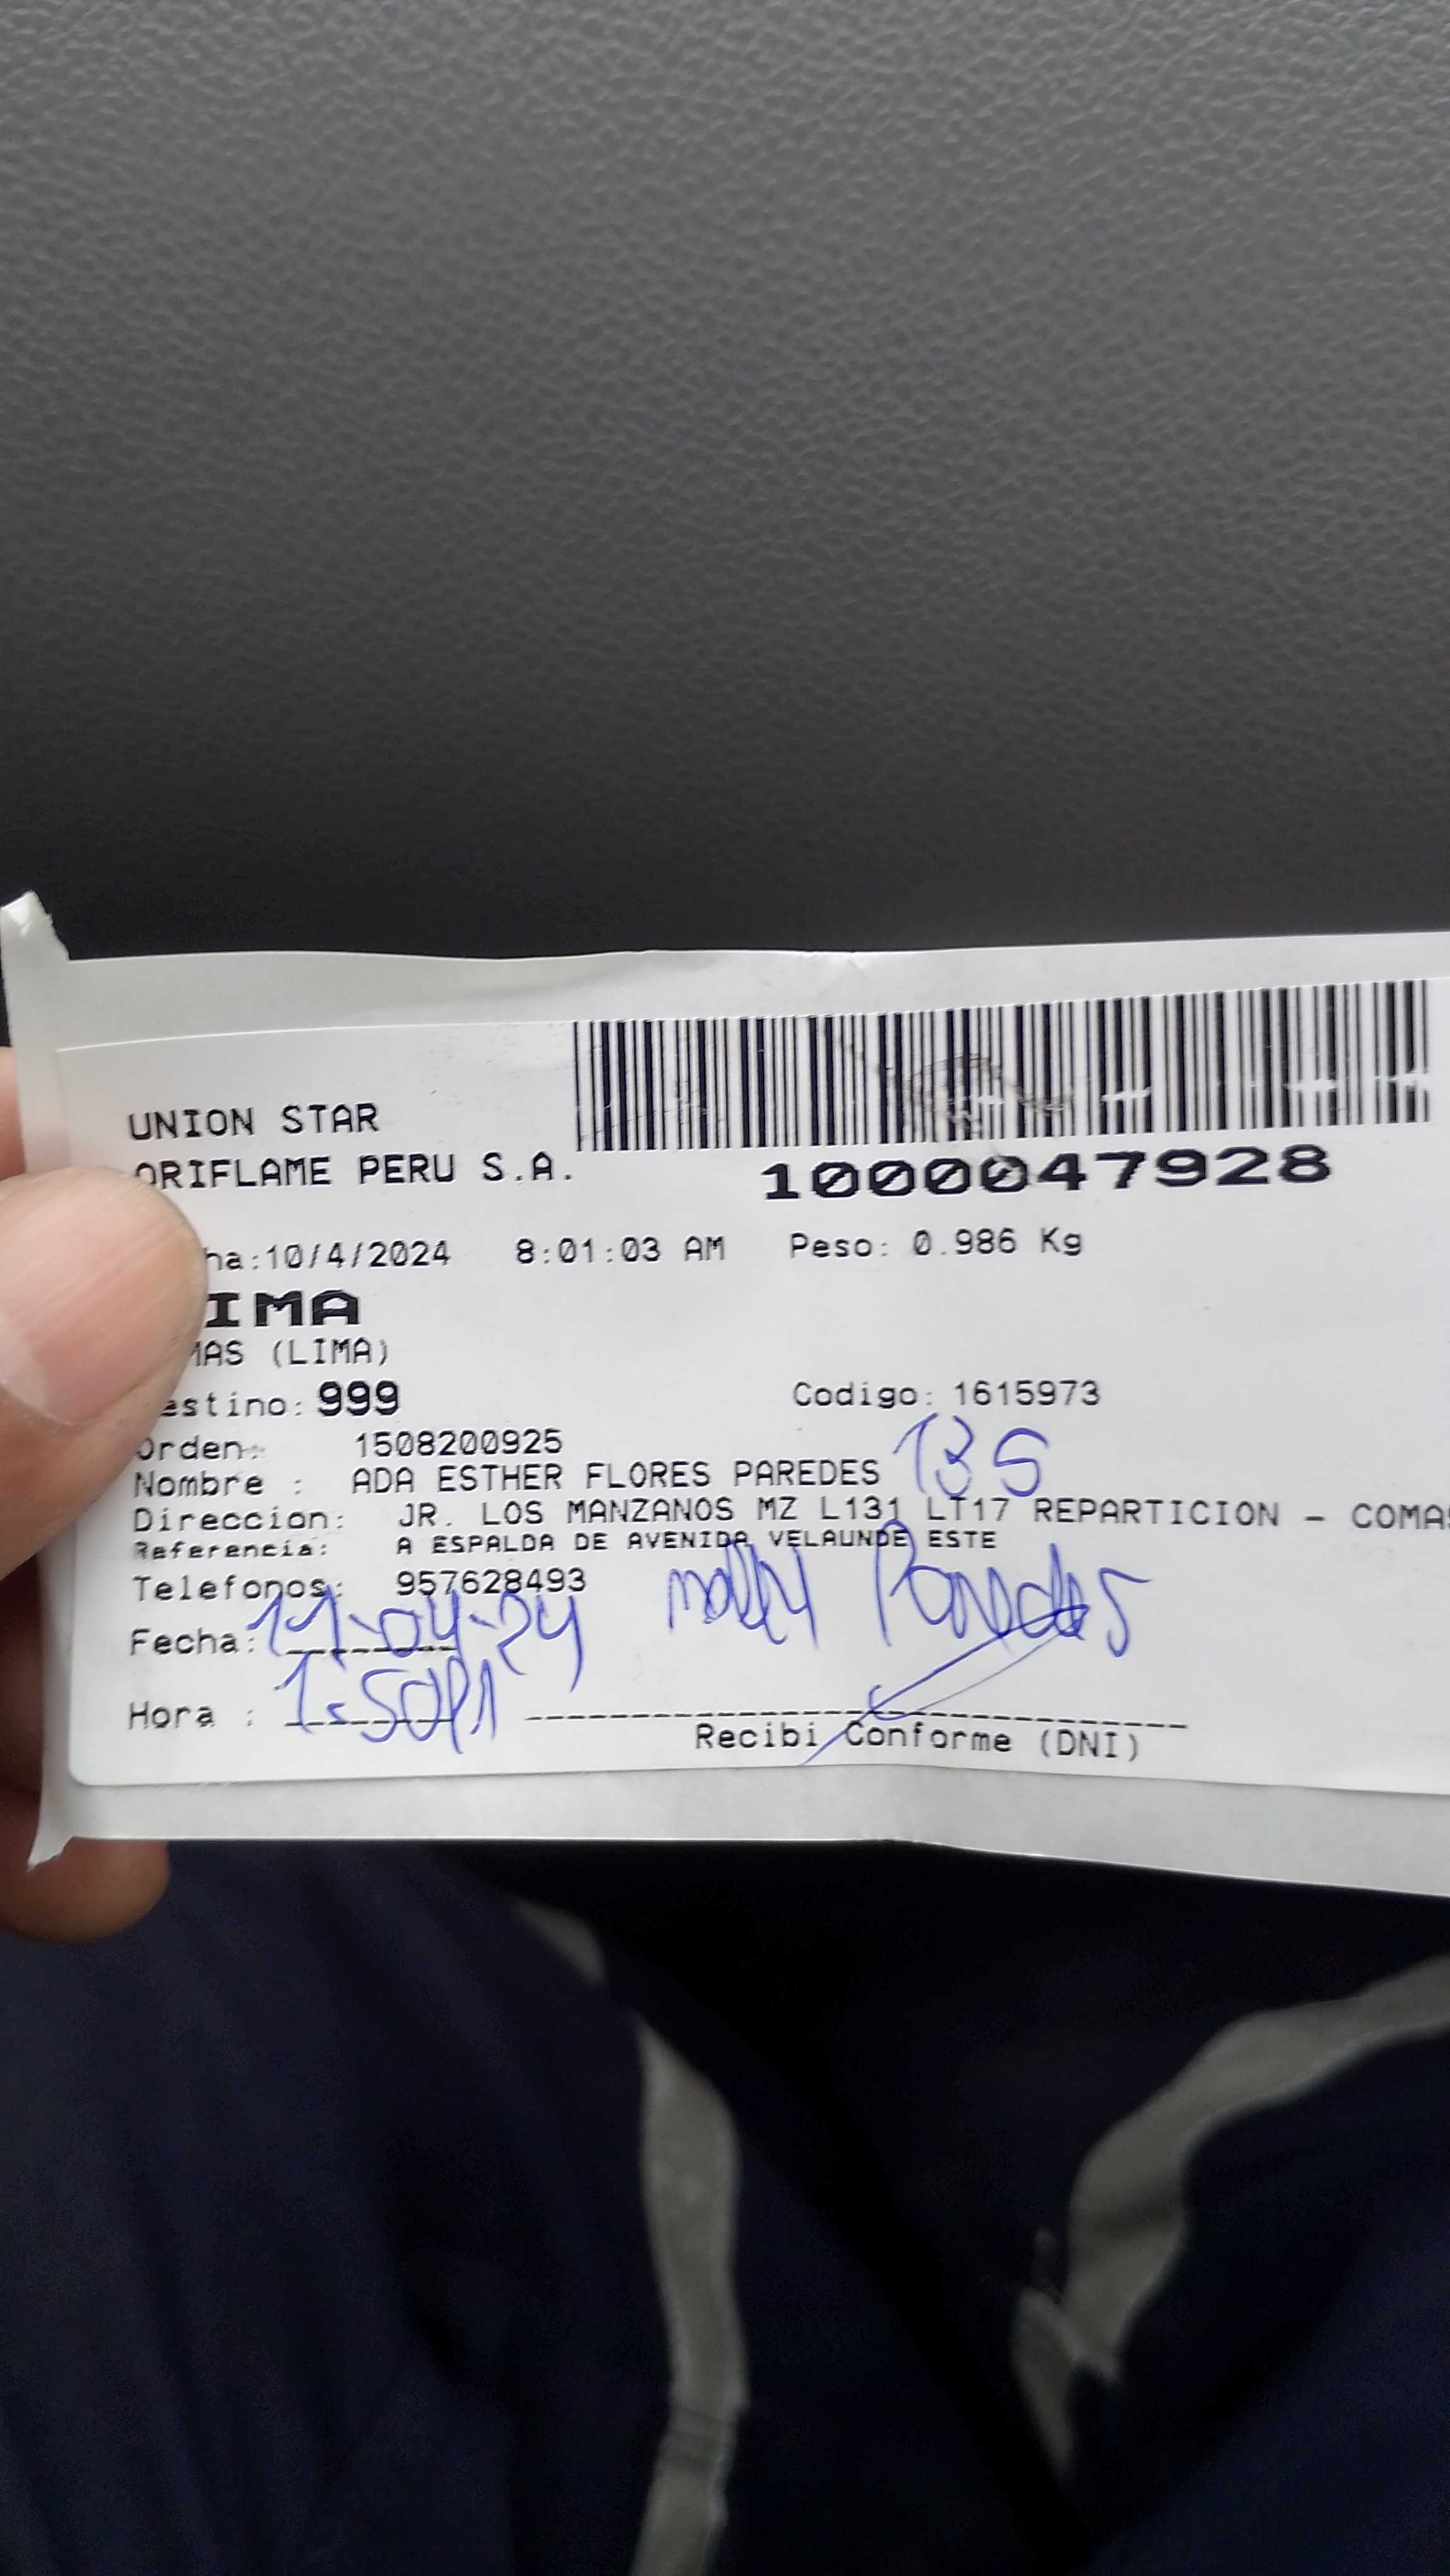 UNION STAR
ORIFLAME PERU S.A.
1000047928
ha:10/4/2024 8:01:03 AM Peso: 0.986 Kg
IMA
MAS (LIMA)
estino: 999 Codigo: 1615973
Orden: 1508200925
Nombre : ADA ESTHER FLORES PAREDES 135
Direccion: JR. LOS MANZANOS MZ L131 LT17 REPARTICION - COMAS
Referencia: A ESPALDA DE AVENIDA VELAUNDE ESTE
Telefonos: 957628493
Fecha: 11-04-24 Paredes
Hora :
Recibi Conforme (DNI)